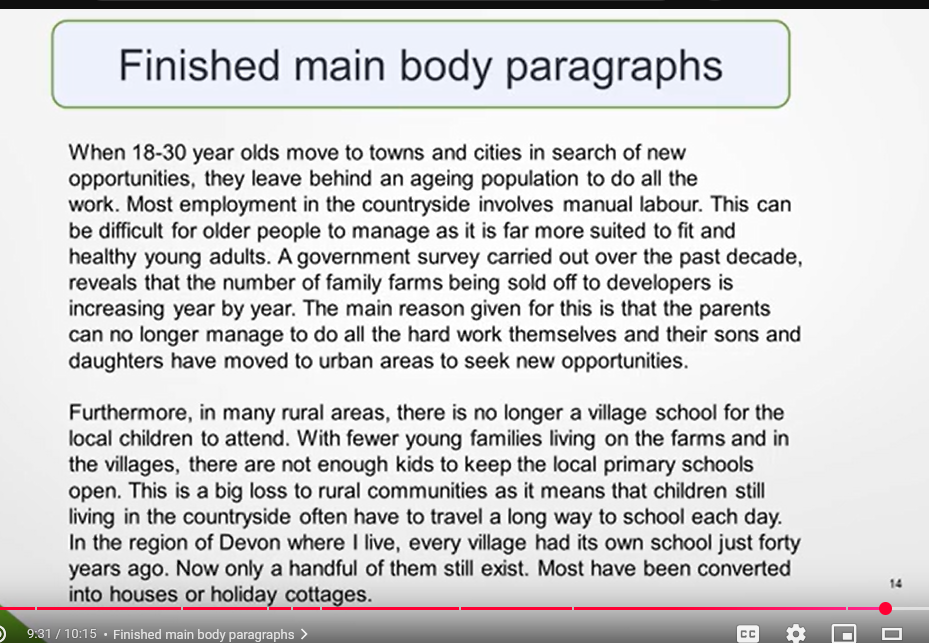 Finished main body paragraphs
When 18-30 year olds move to towns and cities in search of new
opportunities, they leave behind an ageing population to do all the
work. Most employment in the countryside involves manual labour. This can
be difficult for older people to manage as it is far more suited to fit and
healthy young adults. A government survey carried out over the past decade,
reveals that the number of family farms being sold off to developers is
increasing year by year. The main reason given for this is that the parents
can no longer manage to do all the hard work themselves and their sons and
daughters have moved to urban areas to seek new opportunities.
Furthermore, in many rural areas, there is no longer a village school for the
local children to attend. With fewer young families living on the farms and in
the villages, there are not enough kids to keep the local primary schools
open. This is a big loss to rural communities as it means that children still
living in the countryside often have to travel a long way to school each day.
In the region of Devon where I live, every village had its own school just forty
years ago. Now only a handful of them still exist. Most have been converted
into houses or holiday cottages.
14
9:31 / 10:15 • Finished main body paragraphs >
CC